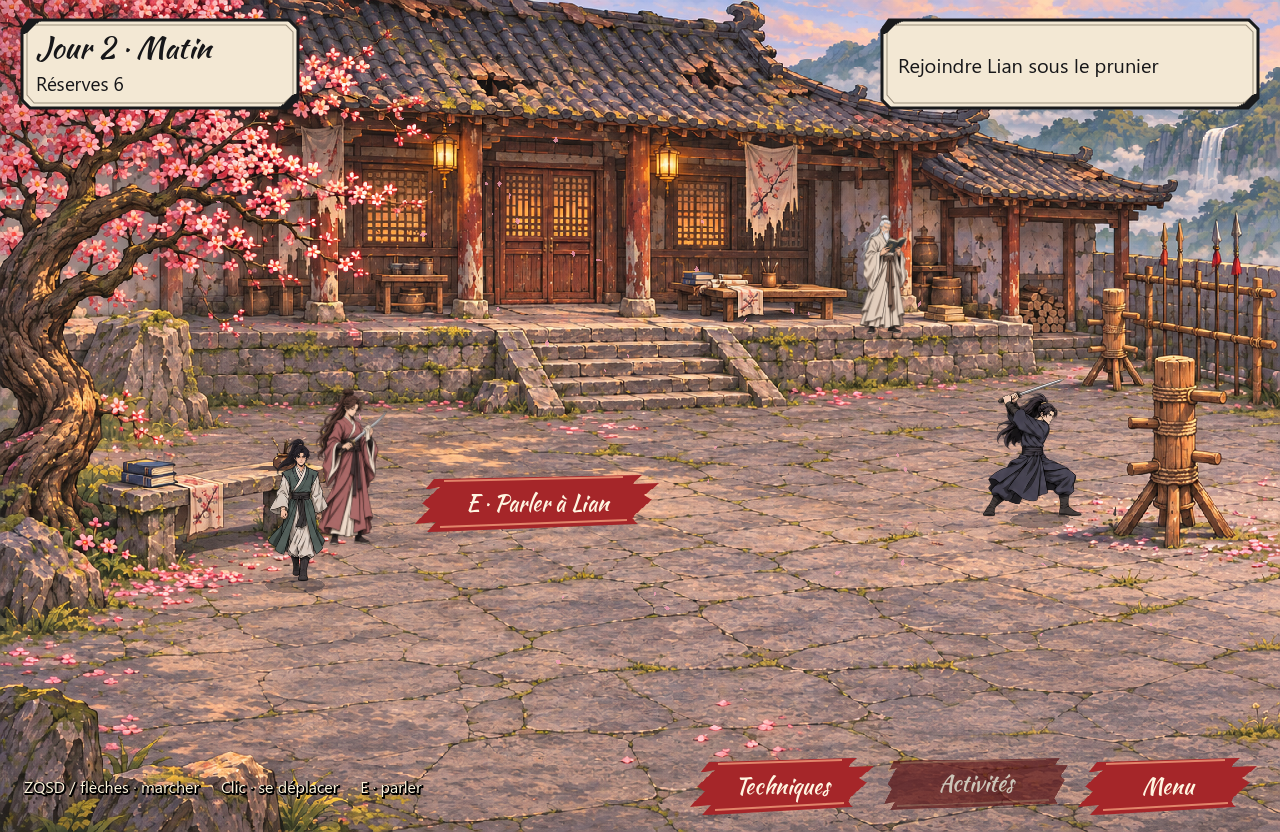 Jour 2 · Matin
Réserves 6
Rejoindre Lian sous le prunier
E · Parler à Lian
ZQSD / flèches · marcher Clic · se déplacer E · parler
Techniques
Activités
Menu